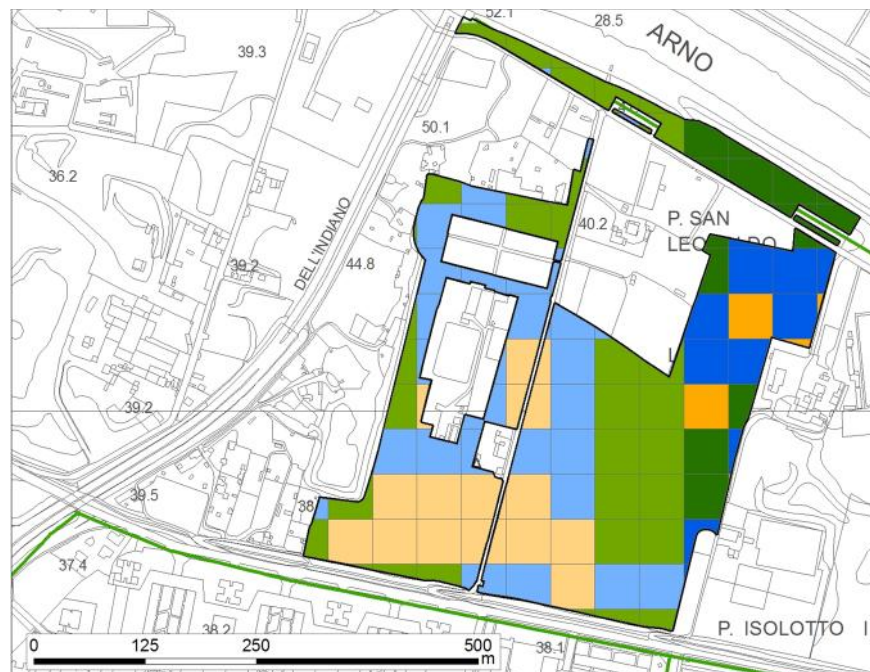 52.1
28.5
ARNO
39.3
50.1
36.2
40.2
P. SAN
LEONARDO
DELL'INDIANO
39.2
44.8
L
39.2
39.5
38
37.4
38.2
38.1
P. ISOLOTTO I
0 125 250 500
m